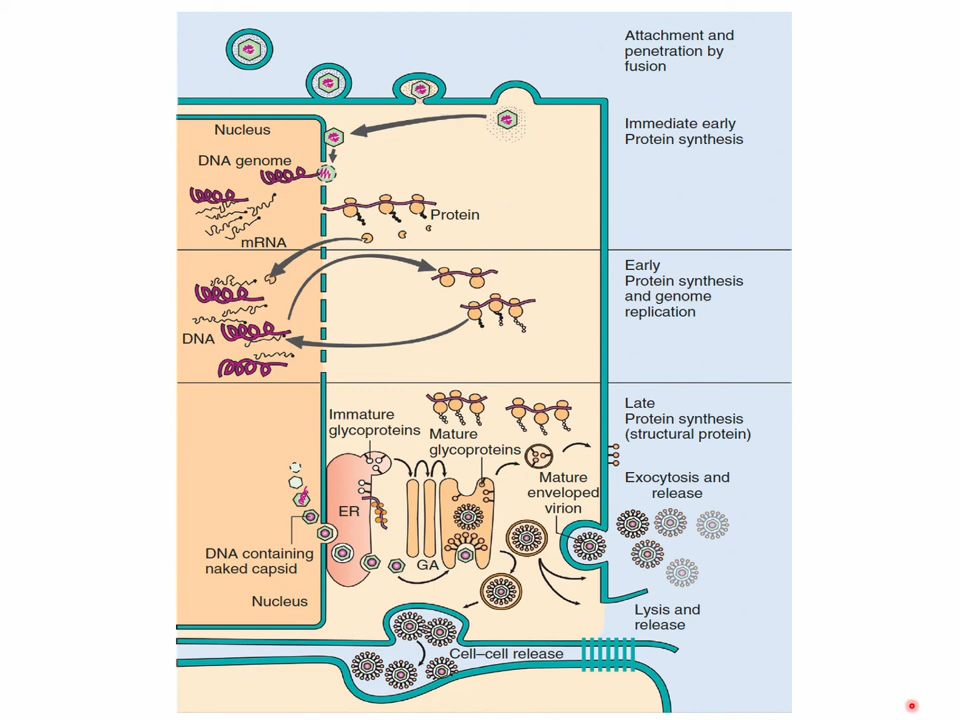 Attachment and
penetration by
fusion
Immediate early
Protein synthesis
Nucleus
DNA genome
Protein
mRNA
Early
Protein synthesis
and genome
replication
DNA
Late
Protein synthesis
(structural protein)
Immature
glycoproteins
Mature
glycoproteins
Mature
enveloped
virion
Exocytosis and
release
ER
DNA containing
naked capsid
GA
Nucleus
Lysis and
release
Cell–cell release